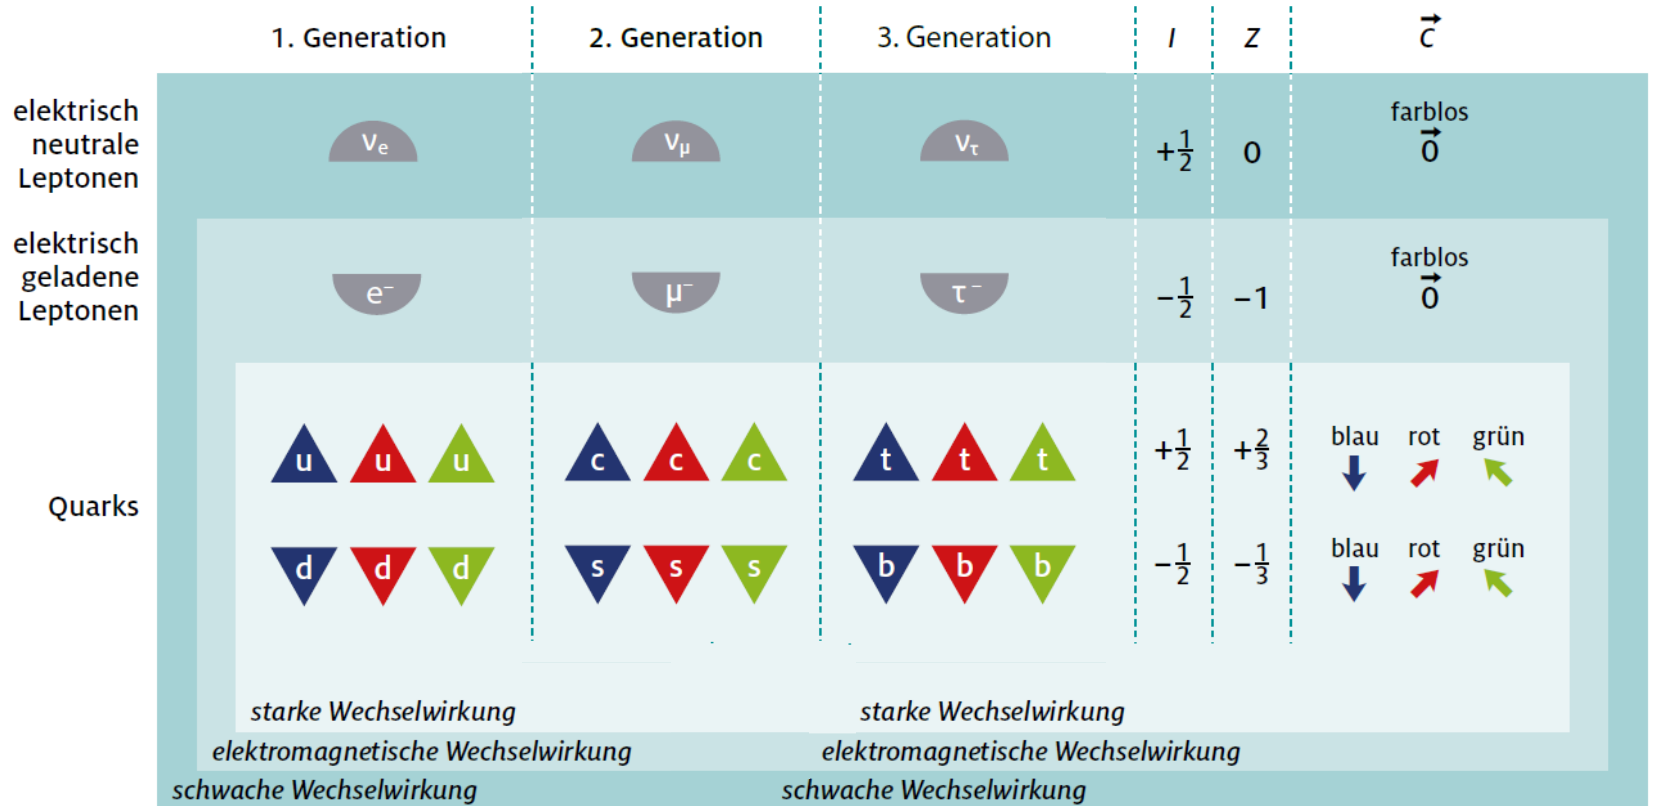 1. Generation 2. Generation 3. Generation I Z C⃗
elektrisch
neutrale
Leptonen
νe νμ ντ +1/2 0 farblos
0⃗
elektrisch
geladene
Leptonen
e⁻ μ⁻ τ⁻ −1/2 −1 farblos
0⃗
Quarks
u u u c c c t t t +1/2 +2/3 blau rot grün
d d d s s s b b b −1/2 −1/3 blau rot grün
starke Wechselwirkung starke Wechselwirkung
elektromagnetische Wechselwirkung elektromagnetische Wechselwirkung
schwache Wechselwirkung schwache Wechselwirkung